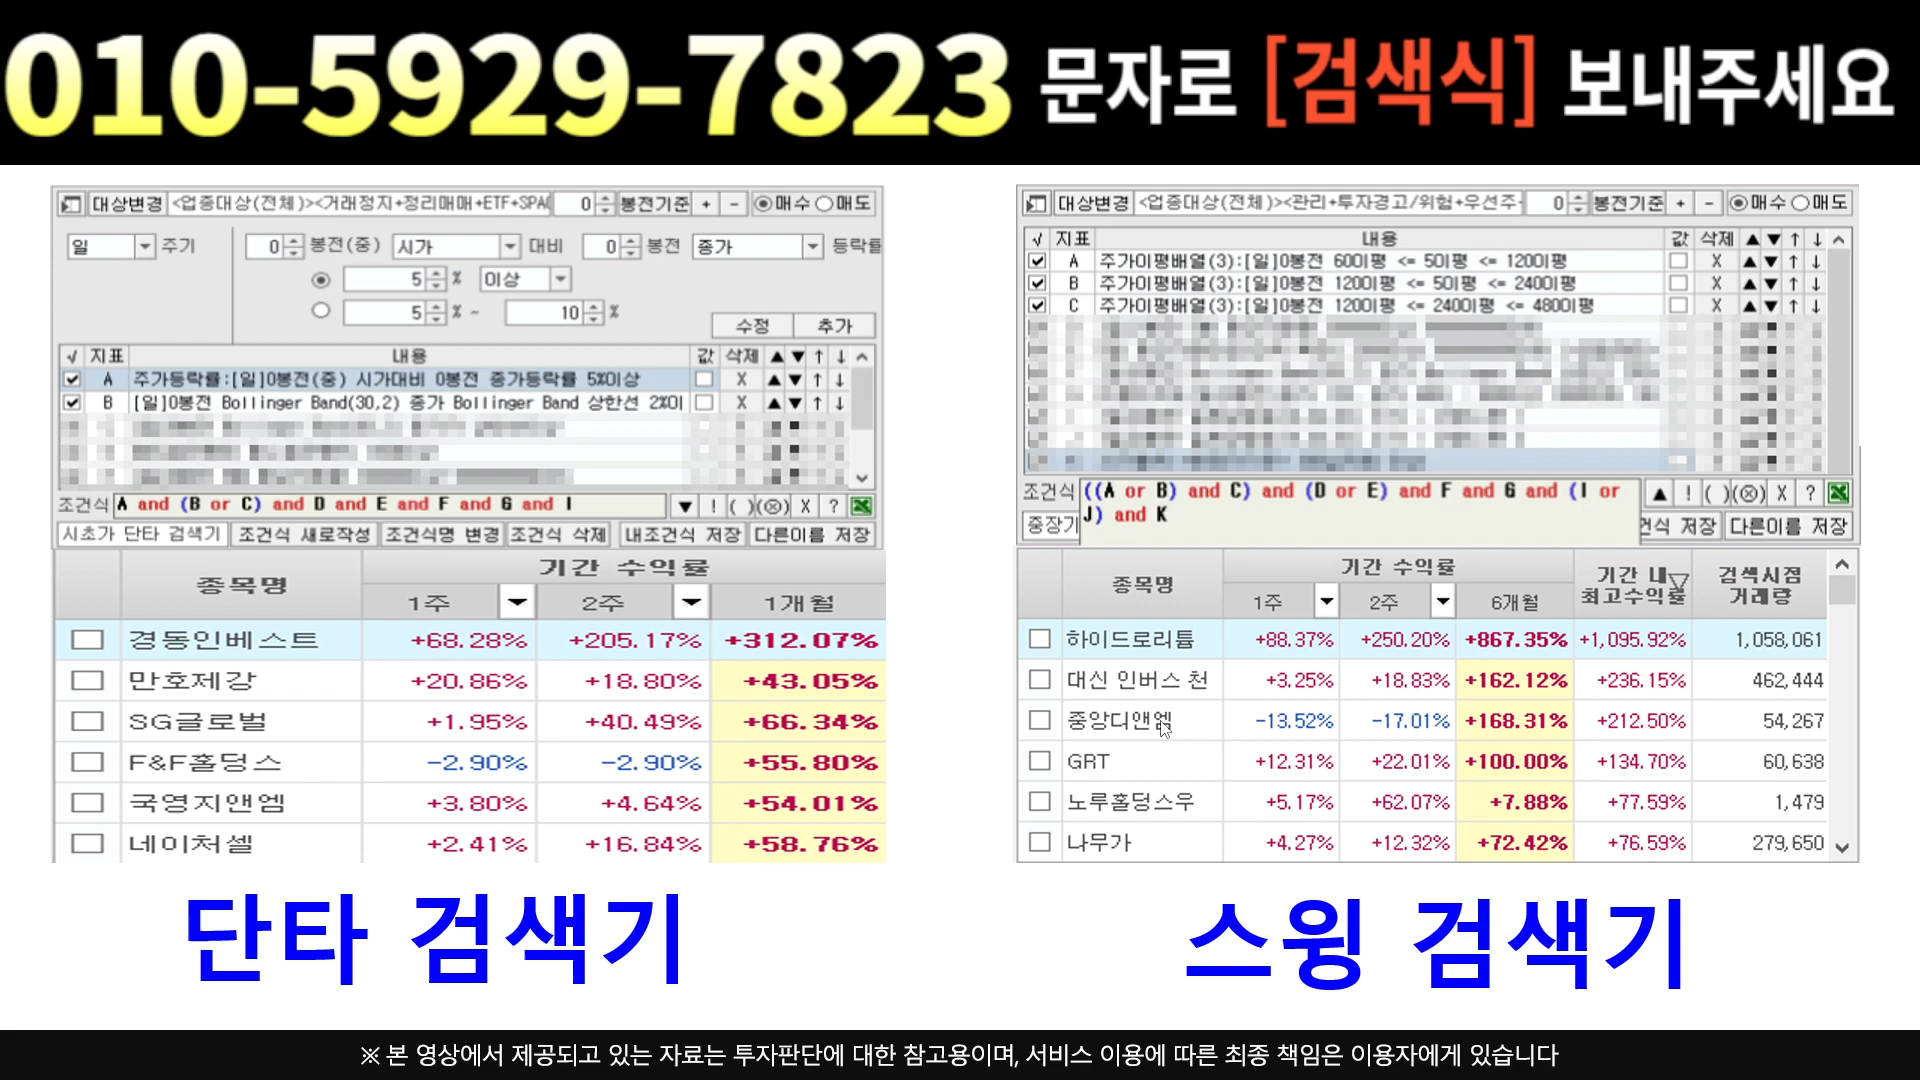 010-5929-7823 문자로 [검색식] 보내주세요
대상변경 <업종대상(전체)><거래정지+정리매매+ETF+SPA 0 봉전기준 + - 매수 매도
일 주기 0 봉전(중) 시가 대비 0 봉전 종가 등락률
5 % 이상
5 % ~ 10 %
수정 추가
√ 지표 내용 값 삭제 ▲ ▼ ↑ ↓
A 주가등락률:[일]0봉전(중) 시가대비 0봉전 종가등락률 5%이상 X ▲ ▼ ↑ ↓
B [일]0봉전 Bollinger Band(30,2) 종가 Bollinger Band 상한선 2%이 X ▲ ▼ ↑ ↓
조건식 A and (B or C) and D and E and F and G and I ▼ ! ( ) (⊗) X ?
시초가 단타 검색기 조건식 새로작성 조건식명 변경 조건식 삭제 내조건식 저장 다른이름 저장
종목명 기간 수익률
1주 2주 1개월
경동인베스트 +68.28% +205.17% +312.07%
만호제강 +20.86% +18.80% +43.05%
SG글로벌 +1.95% +40.49% +66.34%
F&F홀딩스 -2.90% -2.90% +55.80%
국영지앤엠 +3.80% +4.64% +54.01%
네이처셀 +2.41% +16.84% +58.76%
단타 검색기
대상변경 <업종대상(전체)><관리+투자경고/위험+우선주+ 0 봉전기준 + - 매수 매도
√ 지표 내용 값 삭제 ▲ ▼ ↑ ↓
A 주가이평배열(3):[일]0봉전 60이평 <= 5이평 <= 120이평 X ▲ ▼ ↑ ↓
B 주가이평배열(3):[일]0봉전 120이평 <= 5이평 <= 240이평 X ▲ ▼ ↑ ↓
C 주가이평배열(3):[일]0봉전 120이평 <= 240이평 <= 480이평 X ▲ ▼ ↑ ↓
조건식 ((A or B) and C) and (D or E) and F and G and (I or ▲ ! ( ) (⊗) X ?
J) and K
중장기 건식 저장 다른이름 저장
종목명 기간 수익률 기간 내 최고수익률 검색시점 거래량
1주 2주 6개월
하이드로리튬 +88.37% +250.20% +867.35% +1,095.92% 1,058,061
대신 인버스 천 +3.25% +18.83% +162.12% +236.15% 462,444
중앙디앤엠 -13.52% -17.01% +168.31% +212.50% 54,267
GRT +12.31% +22.01% +100.00% +134.70% 60,638
노루홀딩스우 +5.17% +62.07% +7.88% +77.59% 1,479
나무가 +4.27% +12.32% +72.42% +76.59% 279,650
스윙 검색기
※ 본 영상에서 제공되고 있는 자료는 투자판단에 대한 참고용이며, 서비스 이용에 따른 최종 책임은 이용자에게 있습니다